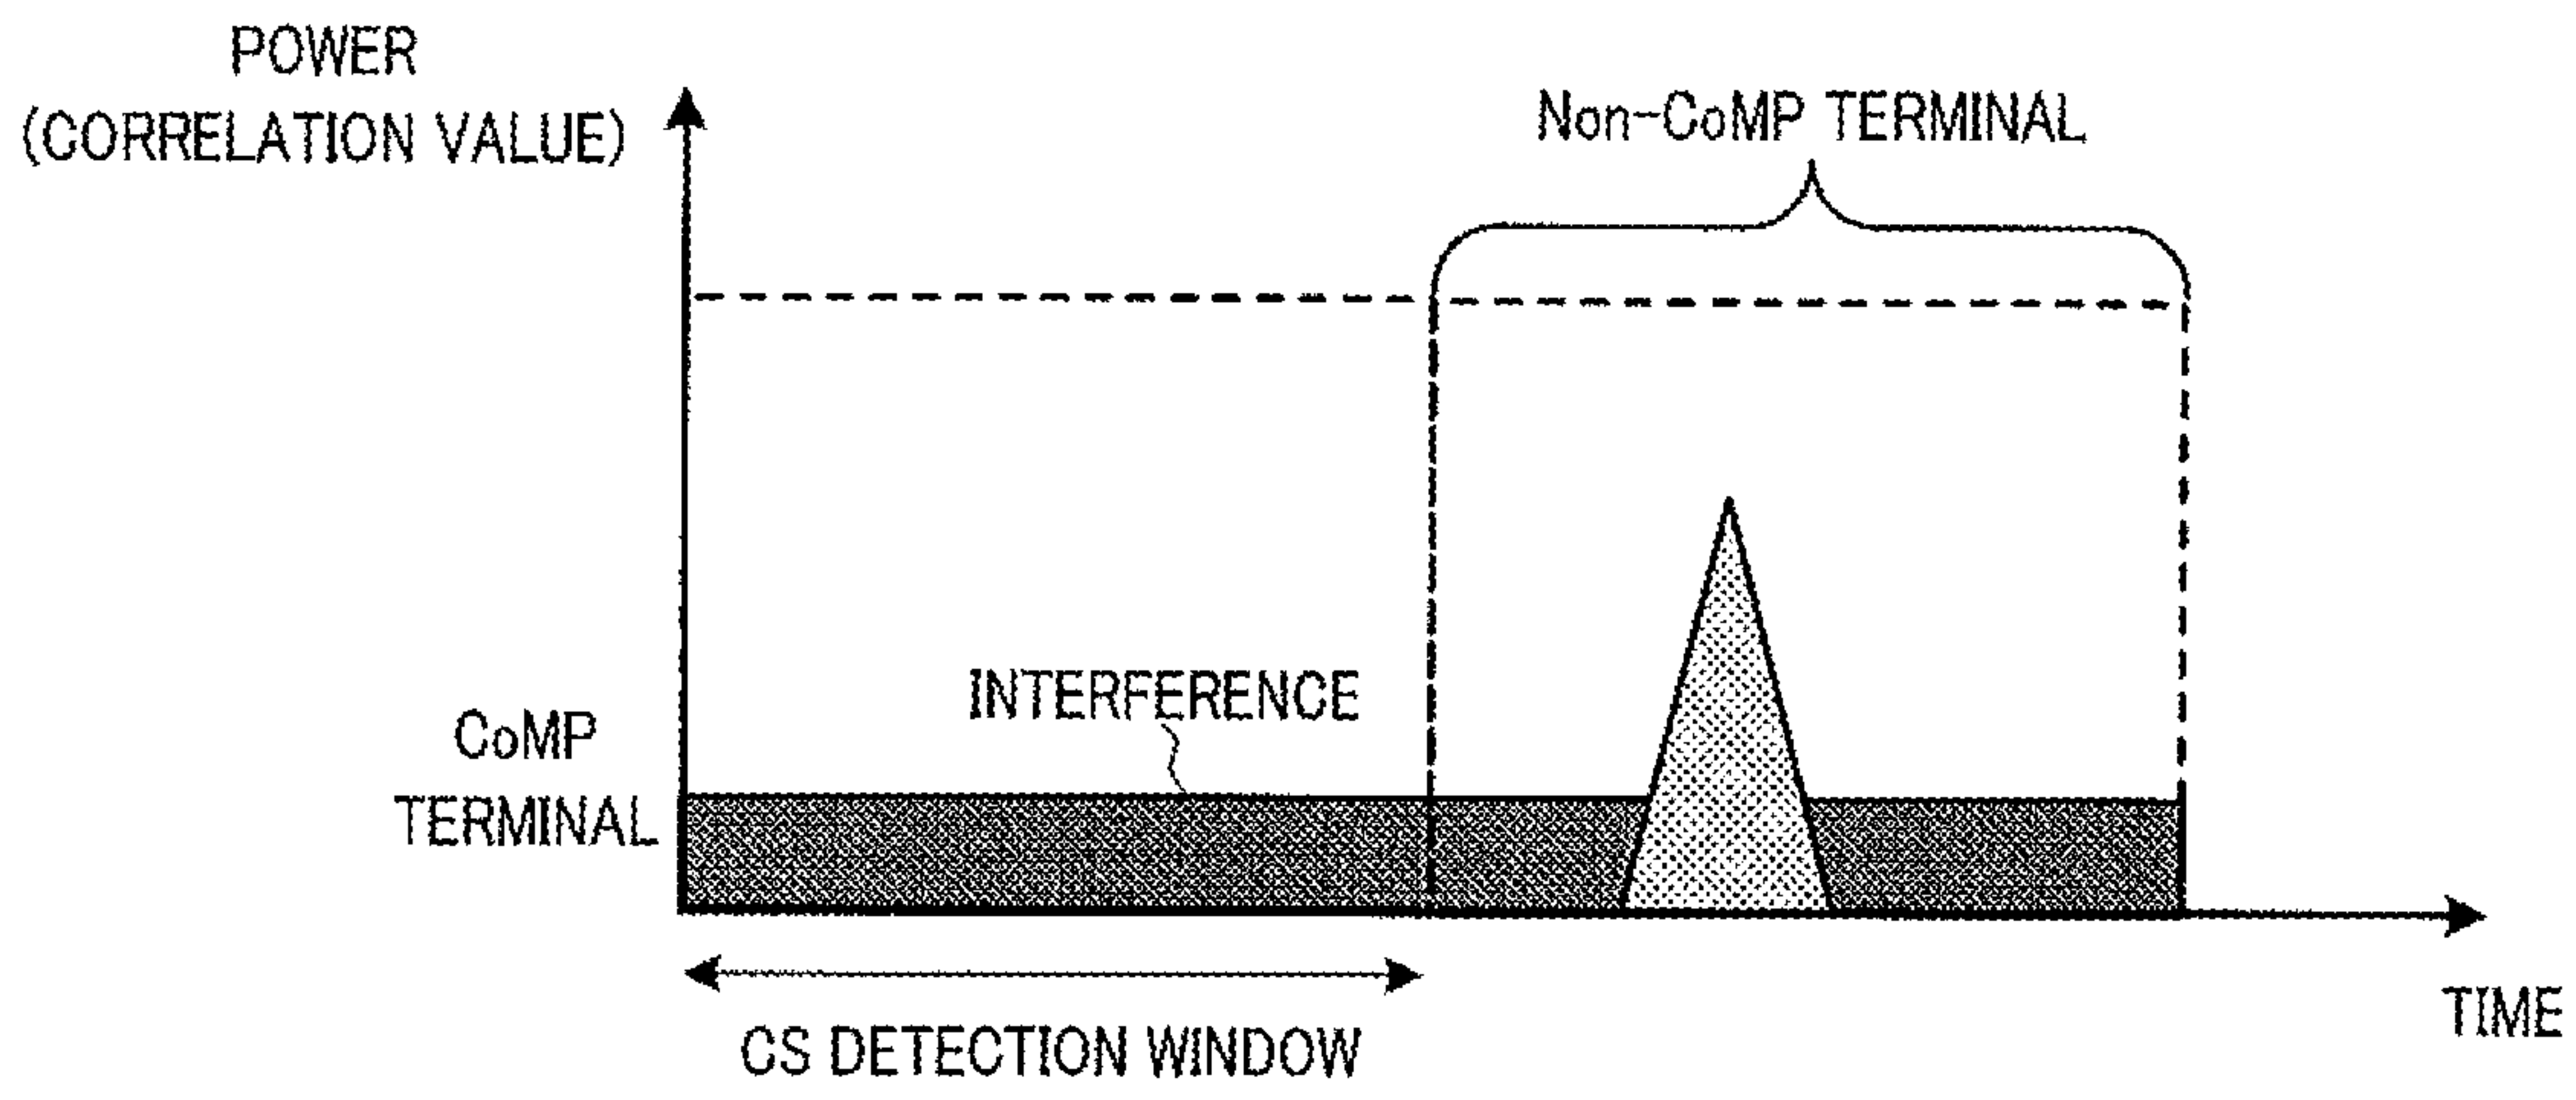 POWER
(CORRELATION VALUE)
Non-CoMP TERMINAL
INTERFERENCE
CoMP
TERMINAL
CS DETECTION WINDOW
TIME